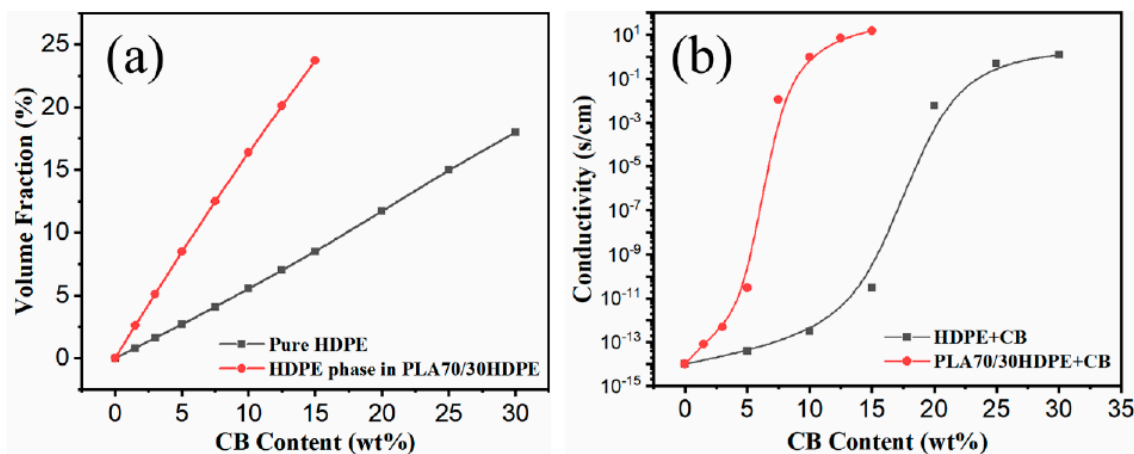 (a)
Volume Fraction (%)
25
20
15
10
5
0
0 5 10 15 20 25 30
CB Content (wt%)
Pure HDPE
HDPE phase in PLA70/30HDPE
(b)
Conductivity (s/cm)
10¹
10⁻¹
10⁻³
10⁻⁵
10⁻⁷
10⁻⁹
10⁻¹¹
10⁻¹³
10⁻¹⁵
0 5 10 15 20 25 30 35
CB Content (wt%)
HDPE+CB
PLA70/30HDPE+CB